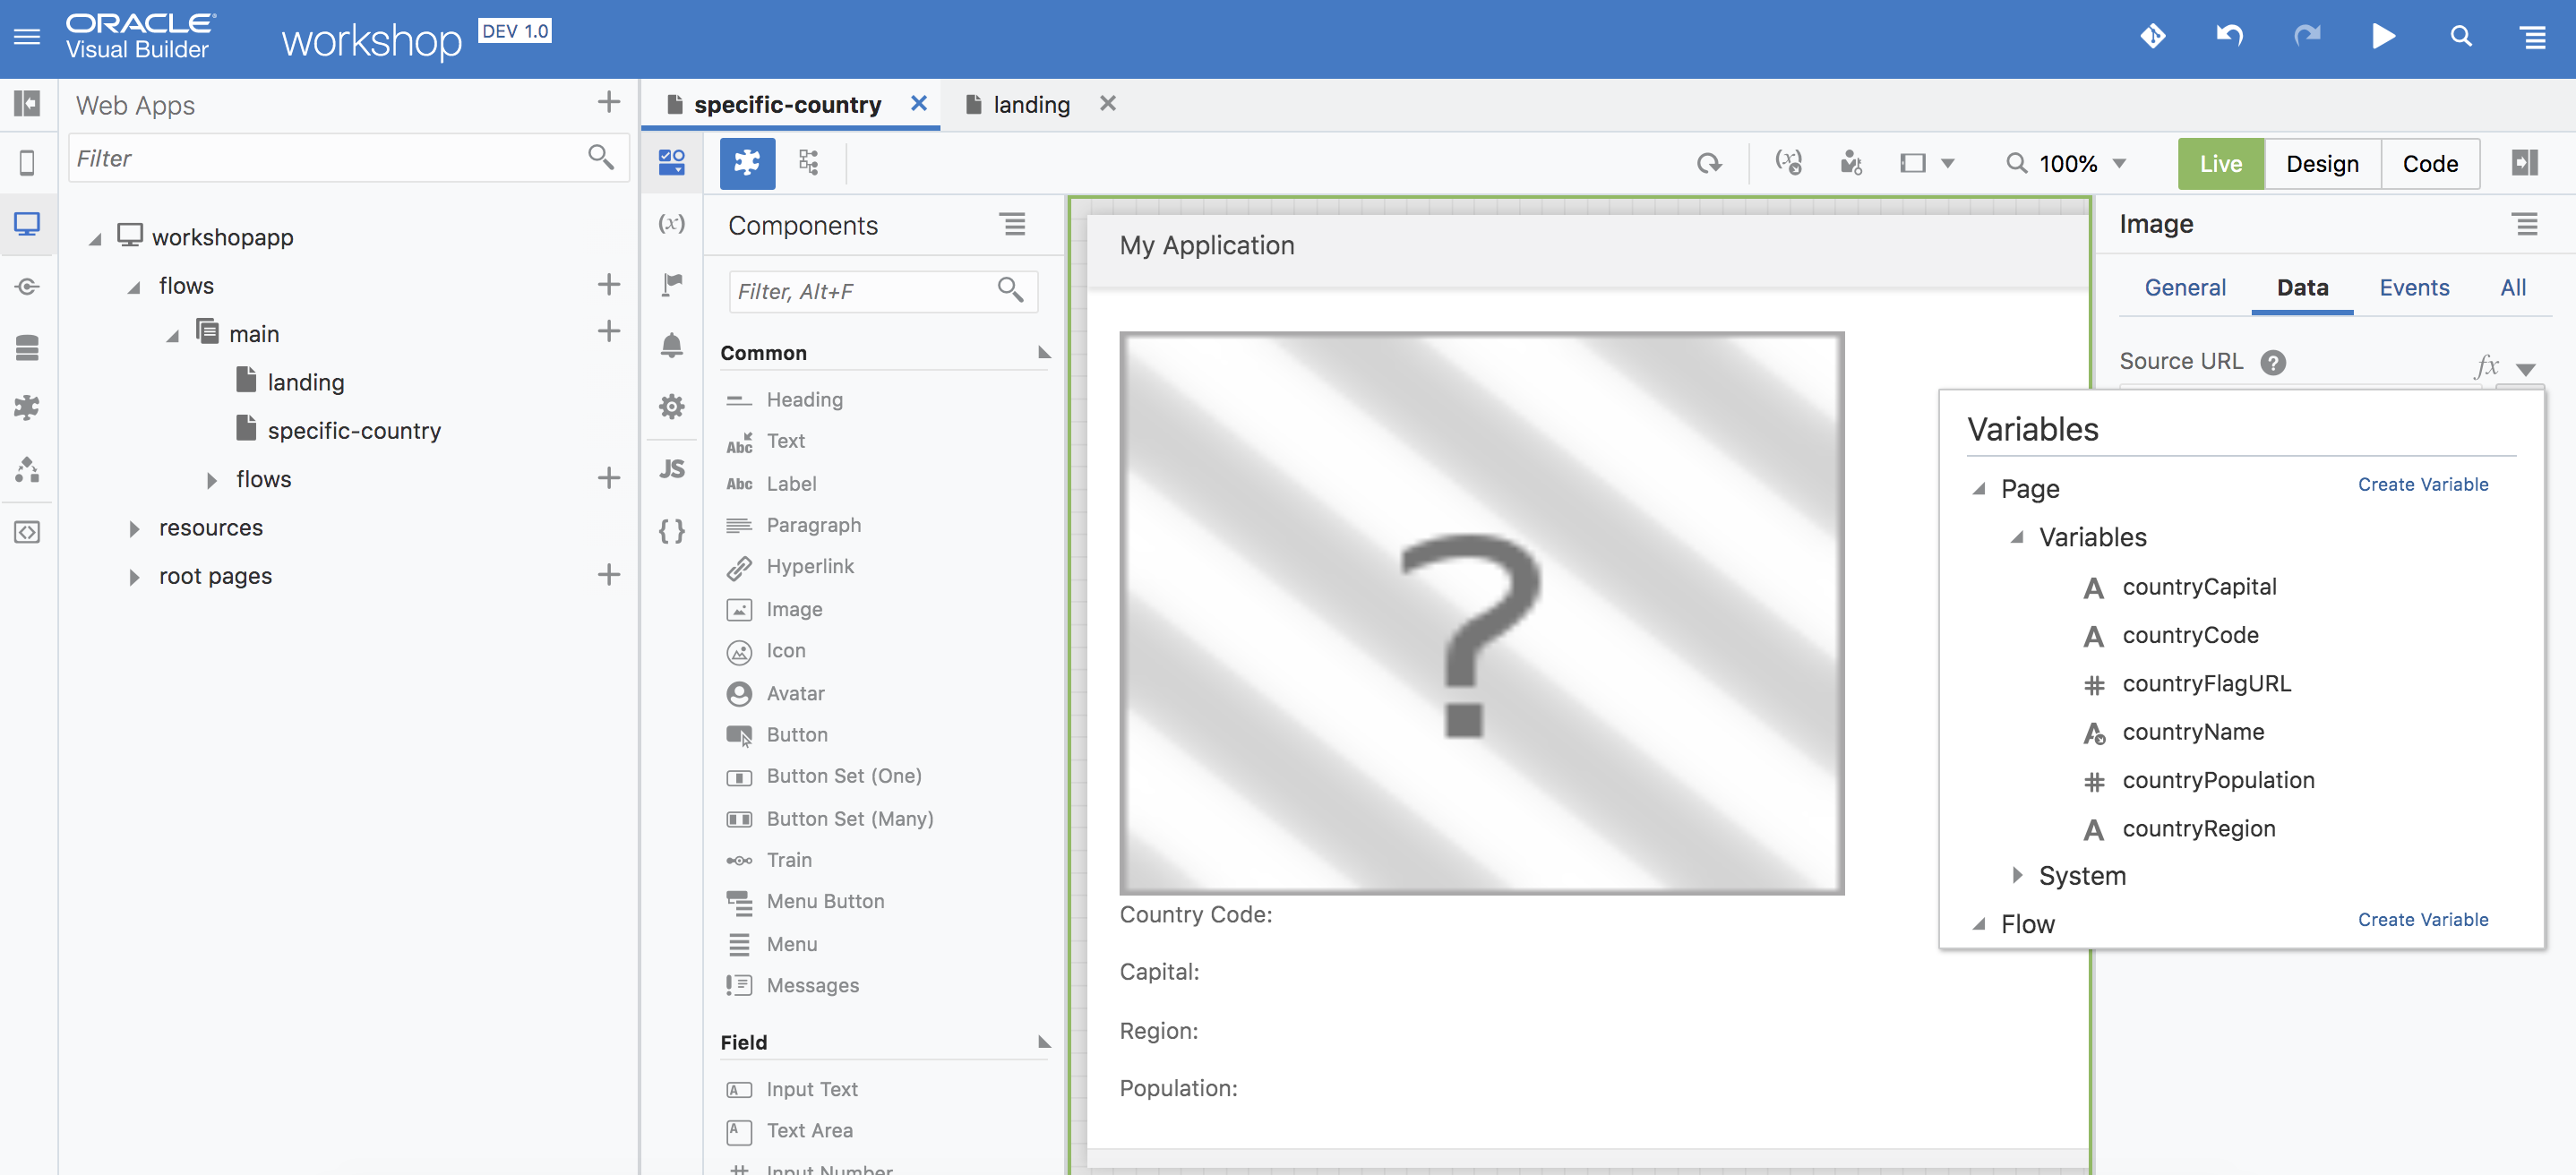 ORACLE
Visual Builder
workshop DEV 1.0
Web Apps
Filter
workshopapp
flows
main
landing
specific-country
flows
resources
root pages
specific-country
landing
100%
Live
Design
Code
(x)
JS
{ }
Components
Filter, Alt+F
Common
Heading
Abc Text
Abc Label
Paragraph
Hyperlink
Image
Icon
Avatar
Button
Button Set (One)
Button Set (Many)
Train
Menu Button
Menu
Messages
Field
Input Text
Text Area
Input Number
My Application
?
Country Code:
Capital:
Region:
Population:
Image
General
Data
Events
All
Source URL ?
fx
Variables
Page
Create Variable
Variables
A countryCapital
A countryCode
# countryFlagURL
A countryName
# countryPopulation
A countryRegion
System
Flow
Create Variable